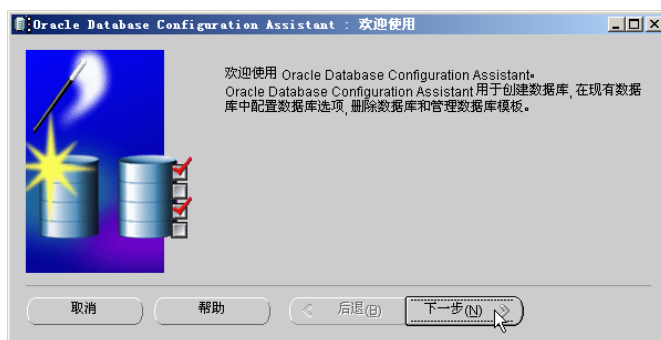 Oracle Database Configuration Assistant : 欢迎使用
欢迎使用 Oracle Database Configuration Assistant。
Oracle Database Configuration Assistant 用于创建数据库, 在现有数据
库中配置数据库选项, 删除数据库和管理数据库模板。
取消
帮助
后退(B)
下一步(N)